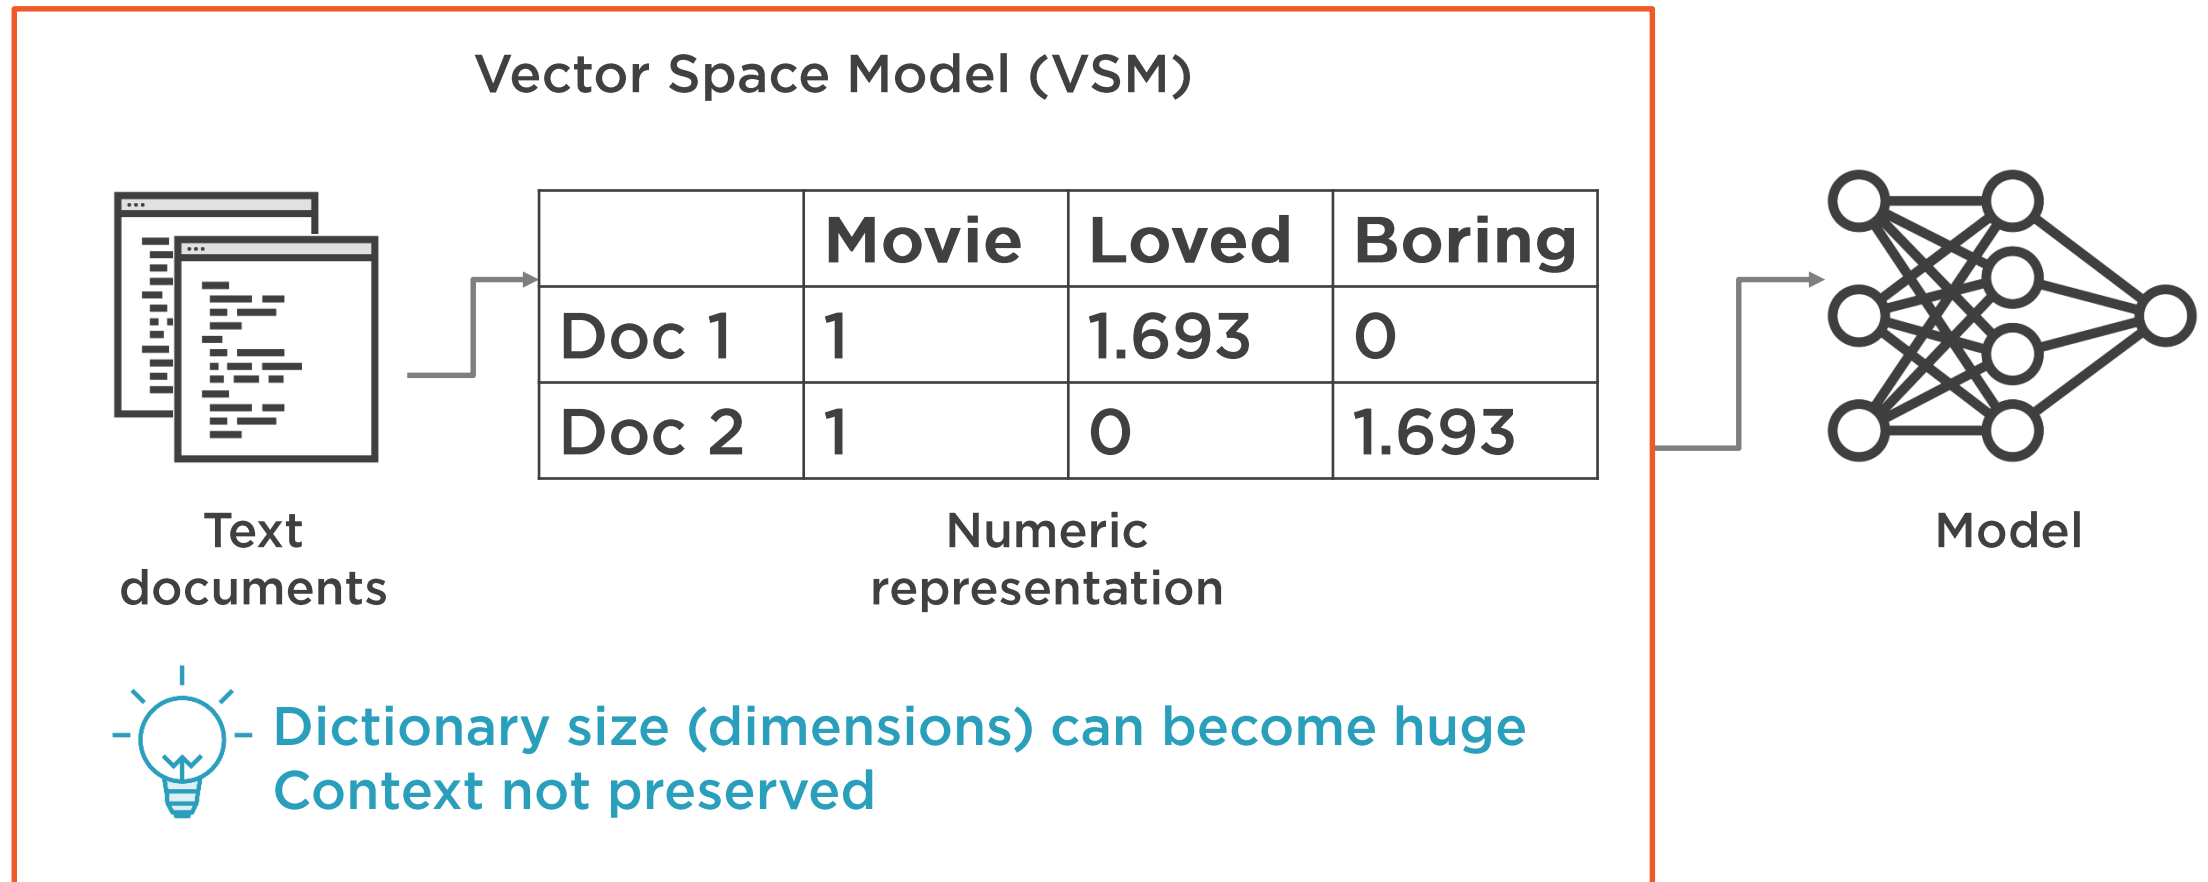 Vector Space Model (VSM)
Movie Loved Boring
Doc 1 1 1.693 0
Doc 2 1 0 1.693
Text
documents
Numeric
representation
Model
Dictionary size (dimensions) can become huge
Context not preserved